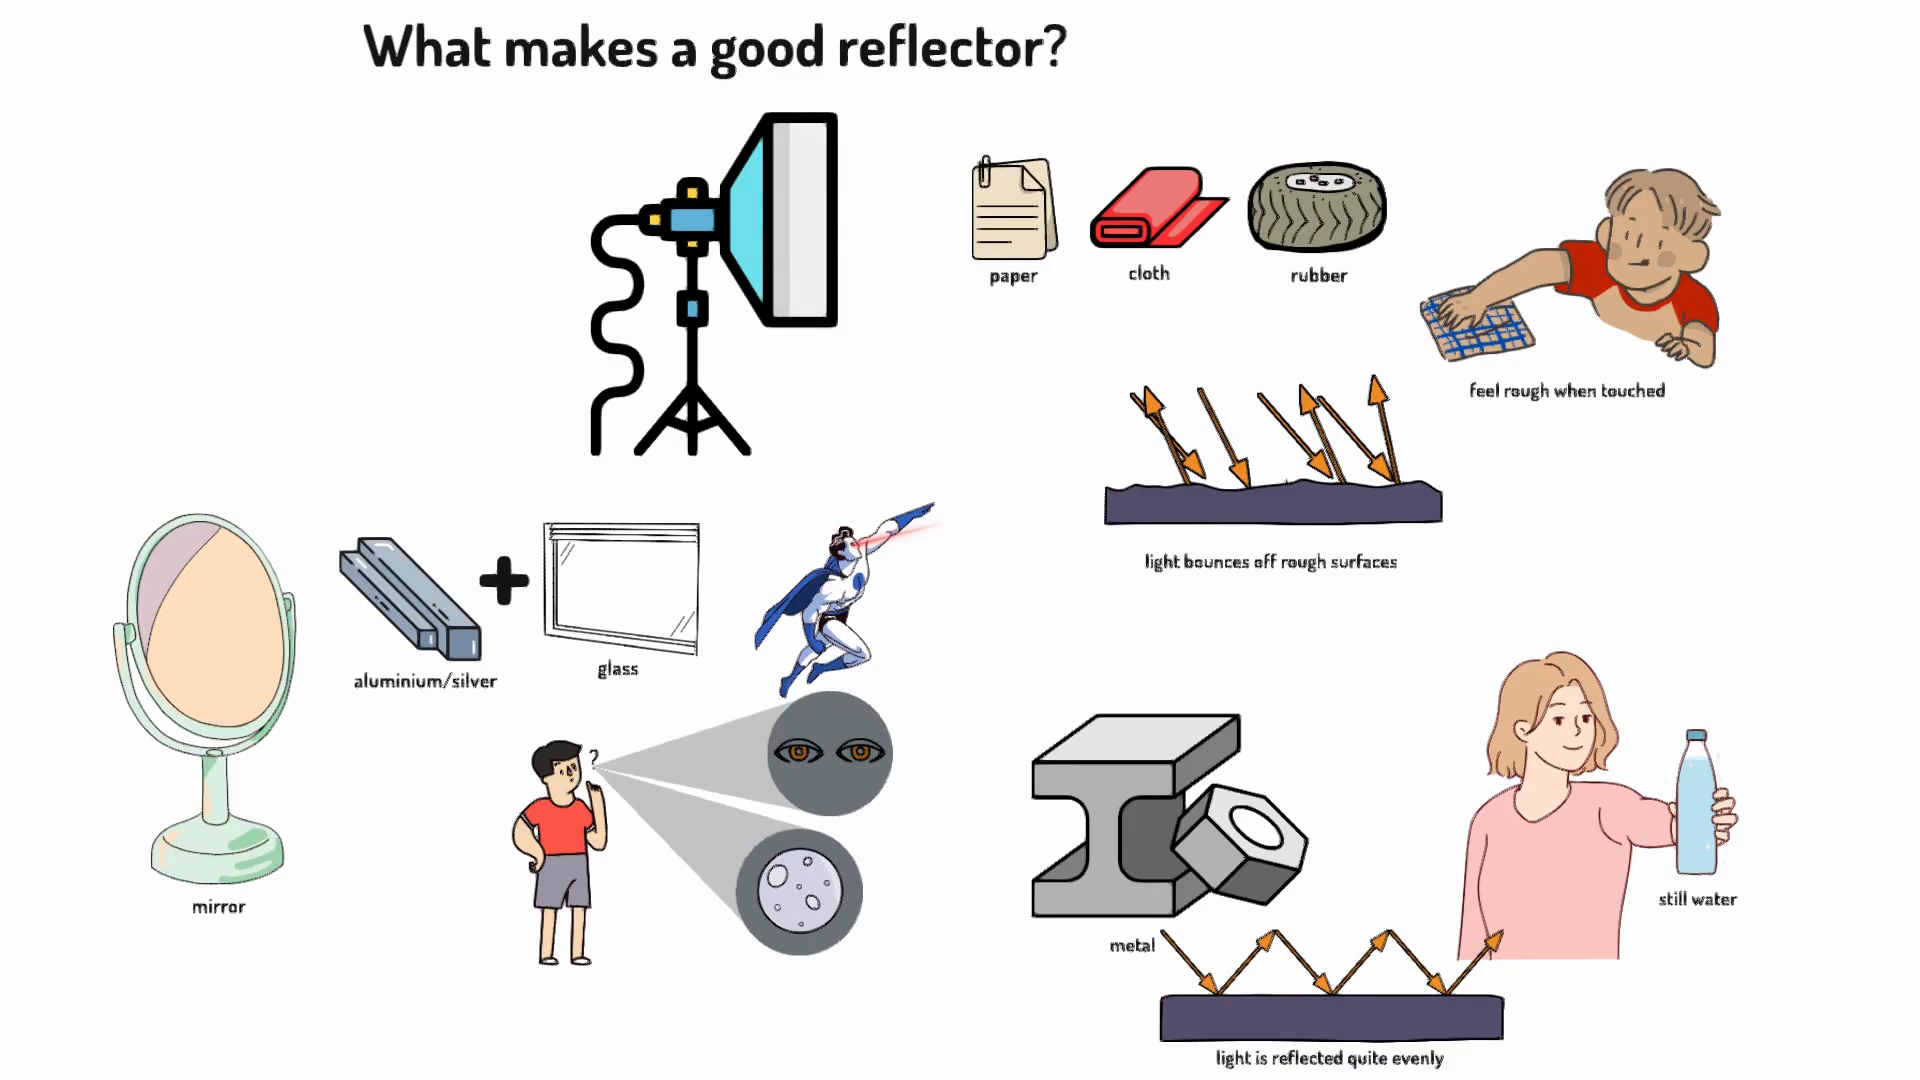 What makes a good reflector?
paper
cloth
rubber
feel rough when touched
light bounces off rough surfaces
aluminium/silver
+
glass
mirror
?
metal
still water
light is reflected quite evenly